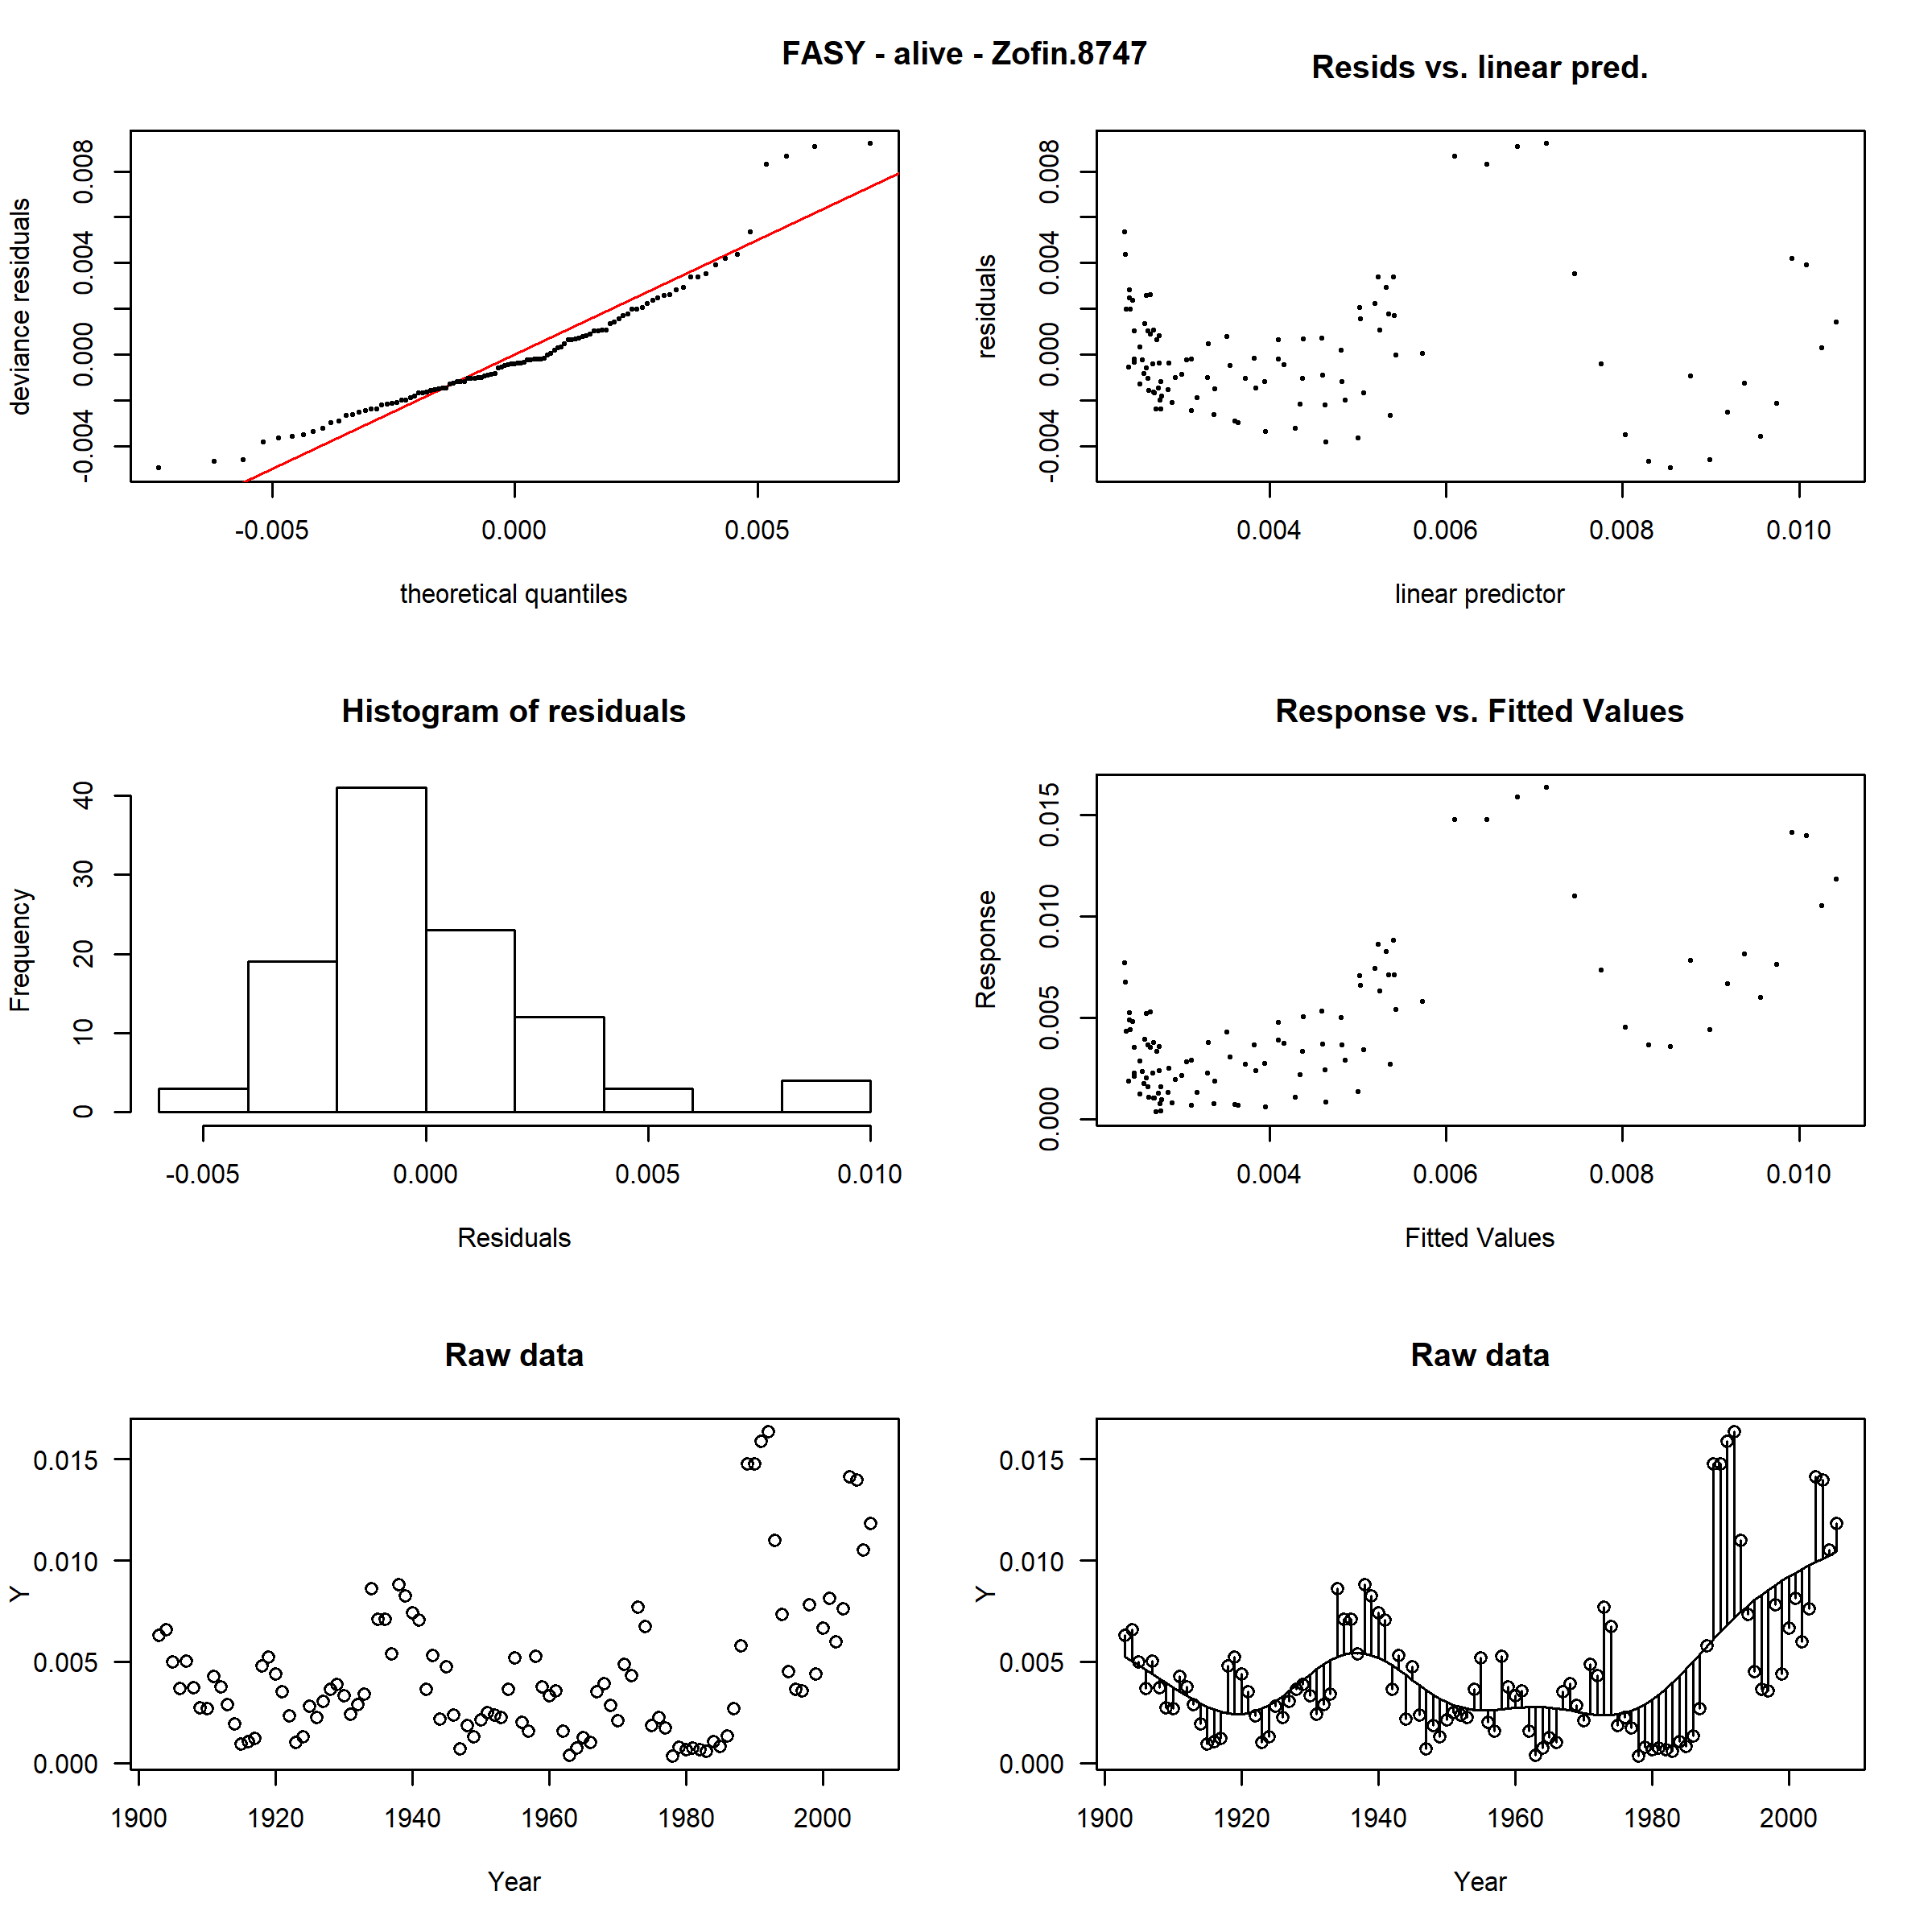 FASY - alive - Zofin.8747
Resids vs. linear pred.
deviance residuals
-0.004 0.000 0.004 0.008
-0.005 0.000 0.005
theoretical quantiles
residuals
-0.004 0.000 0.004 0.008
0.004 0.006 0.008 0.010
linear predictor
Histogram of residuals
Frequency
0 10 20 30 40
-0.005 0.000 0.005 0.010
Residuals
Response vs. Fitted Values
Response
0.000 0.005 0.010 0.015
0.004 0.006 0.008 0.010
Fitted Values
Raw data
Y
0.015
0.010
0.005
0.000
1900 1920 1940 1960 1980 2000
Year
Raw data
Y
0.015
0.010
0.005
0.000
1900 1920 1940 1960 1980 2000
Year